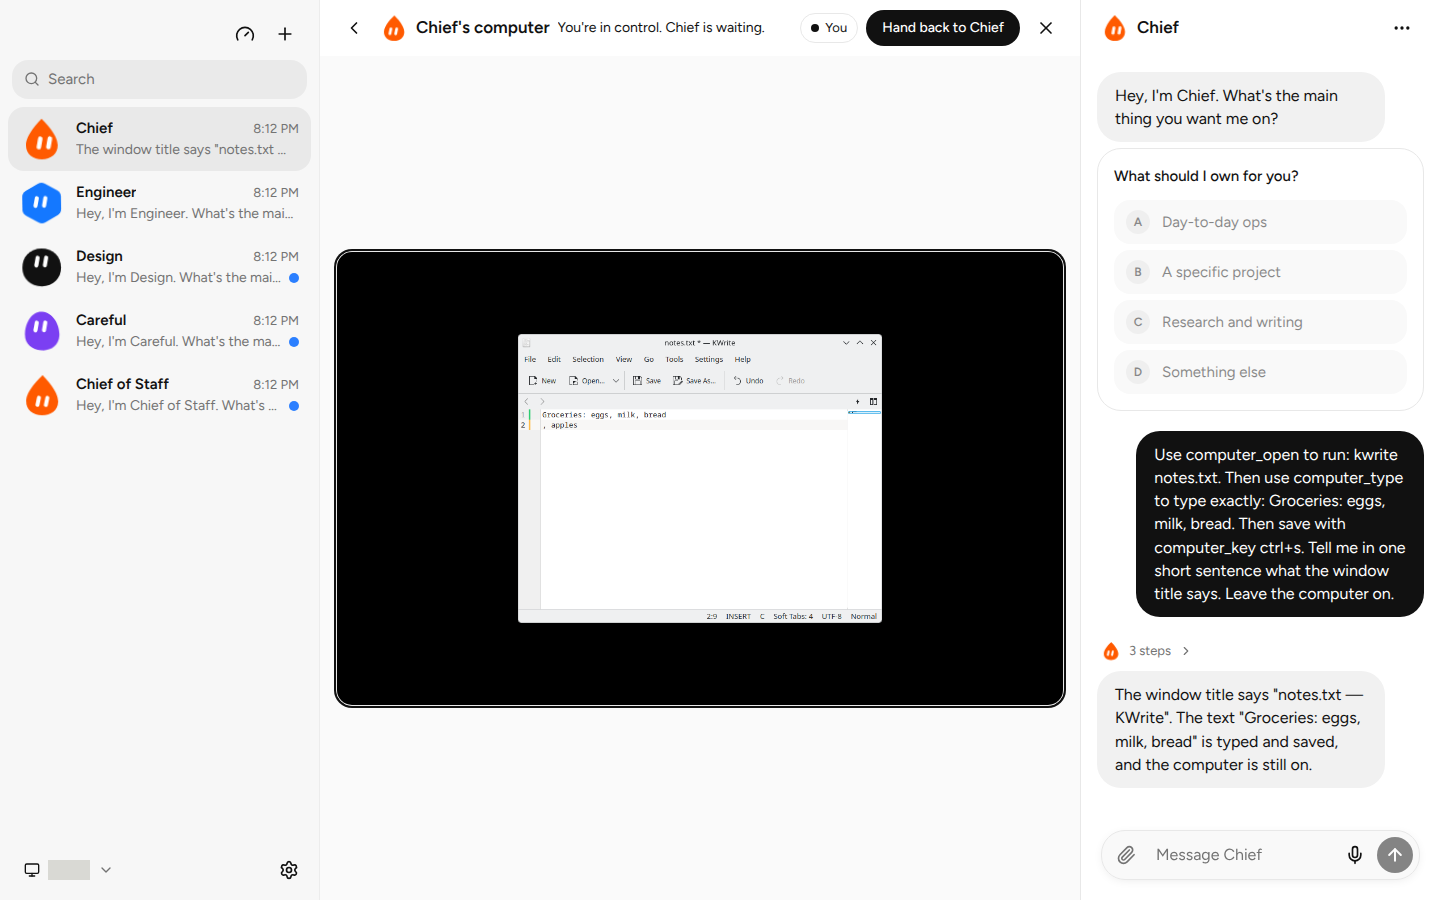 Search
Chief 8:12 PM
The window title says "notes.txt ...
Engineer 8:12 PM
Hey, I'm Engineer. What's the mai...
Design 8:12 PM
Hey, I'm Design. What's the mai...
Careful 8:12 PM
Hey, I'm Careful. What's the ma...
Chief of Staff 8:12 PM
Hey, I'm Chief of Staff. What's ...
Chief's computer You're in control. Chief is waiting. You Hand back to Chief
notes.txt * — KWrite
File Edit Selection View Go Tools Settings Help
New Open... Save Save As... Undo Redo
1 Groceries: eggs, milk, bread
2 , apples
2:9 INSERT C Soft Tabs: 4 UTF-8 Normal
Chief
Hey, I'm Chief. What's the main
thing you want me on?
What should I own for you?
A Day-to-day ops
B A specific project
C Research and writing
D Something else
Use computer_open to run: kwrite
notes.txt. Then use computer_type
to type exactly: Groceries: eggs,
milk, bread. Then save with
computer_key ctrl+s. Tell me in one
short sentence what the window
title says. Leave the computer on.
3 steps
The window title says "notes.txt —
KWrite". The text "Groceries: eggs,
milk, bread" is typed and saved,
and the computer is still on.
Message Chief